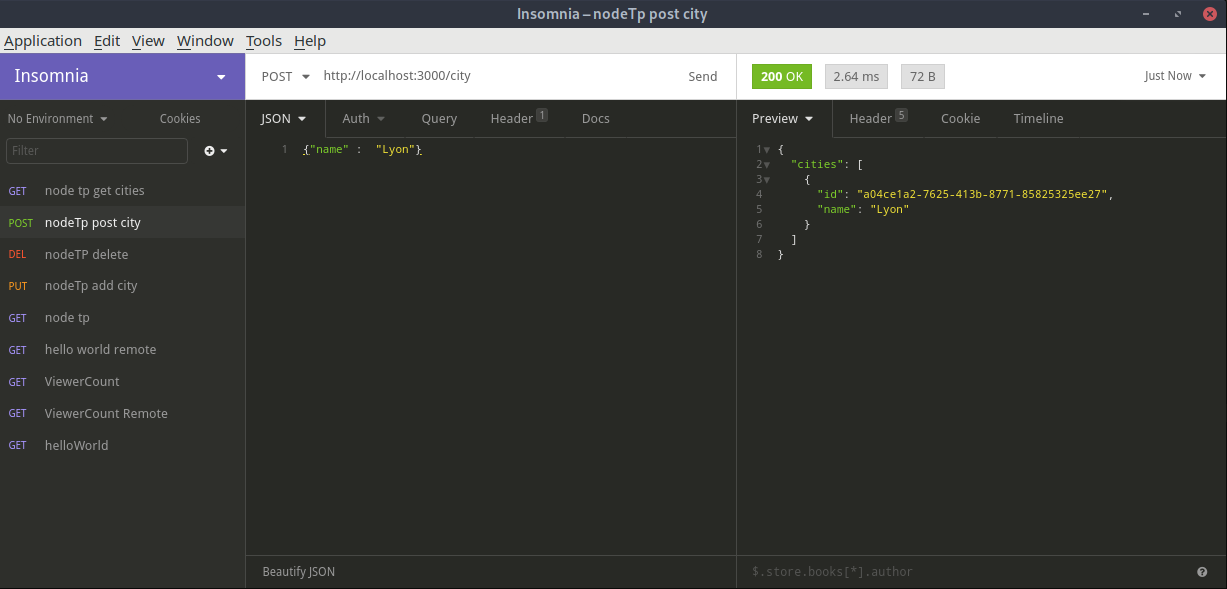 Insomnia – nodeTp post city
Application Edit View Window Tools Help
Insomnia
POST http://localhost:3000/city Send
200 OK 2.64 ms 72 B Just Now
No Environment Cookies
JSON Auth Query Header 1 Docs
Preview Header 5 Cookie Timeline
Filter
GET node tp get cities
POST nodeTp post city
DEL nodeTP delete
PUT nodeTp add city
GET node tp
GET hello world remote
GET ViewerCount
GET ViewerCount Remote
GET helloWorld
1 {"name" :  "Lyon"}
1 {
2   "cities": [
3     {
4       "id": "a04ce1a2-7625-413b-8771-85825325ee27",
5       "name": "Lyon"
6     }
7   ]
8 }
Beautify JSON
$.store.books[*].author